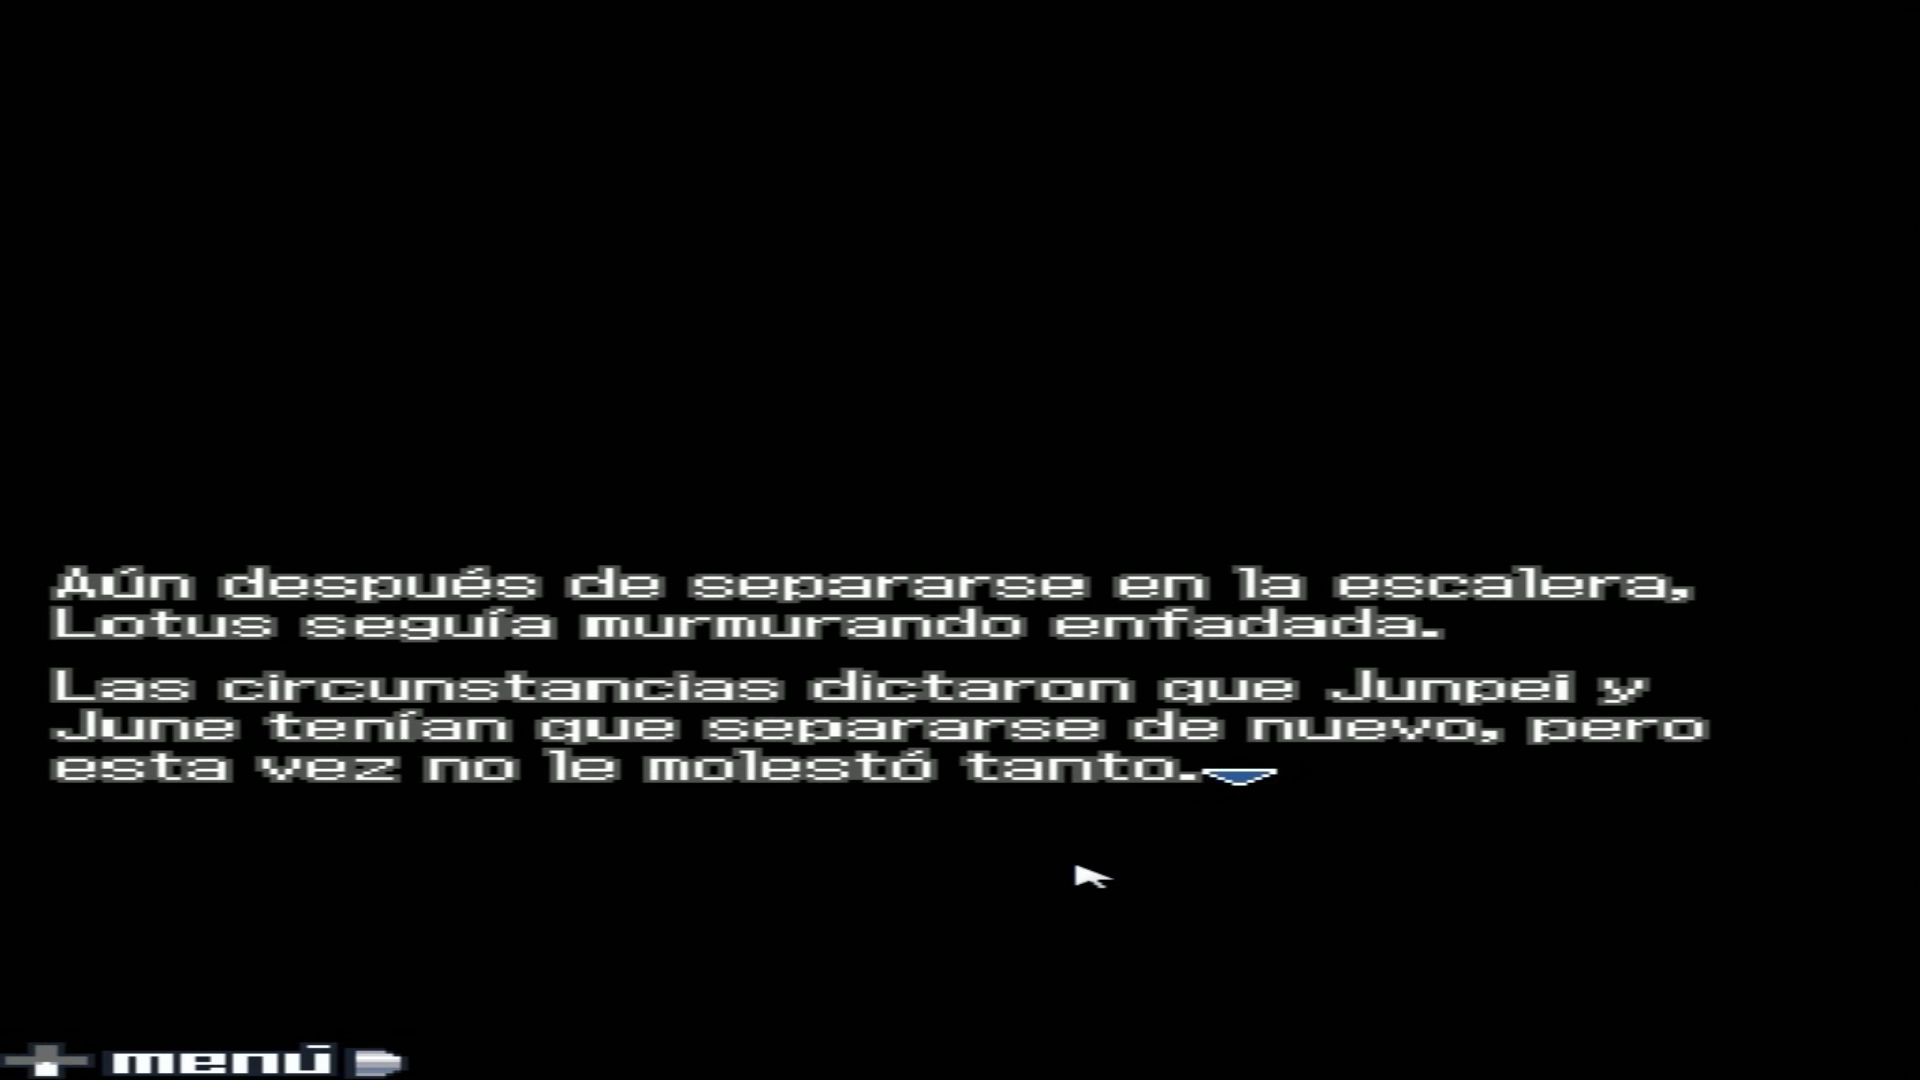 Aún después de separarse en la escalera,
Lotus seguía murmurando enfadada.
Las circunstancias dictaron que Junpei y
June tenían que separarse de nuevo, pero
esta vez no le molestó tanto.
menú